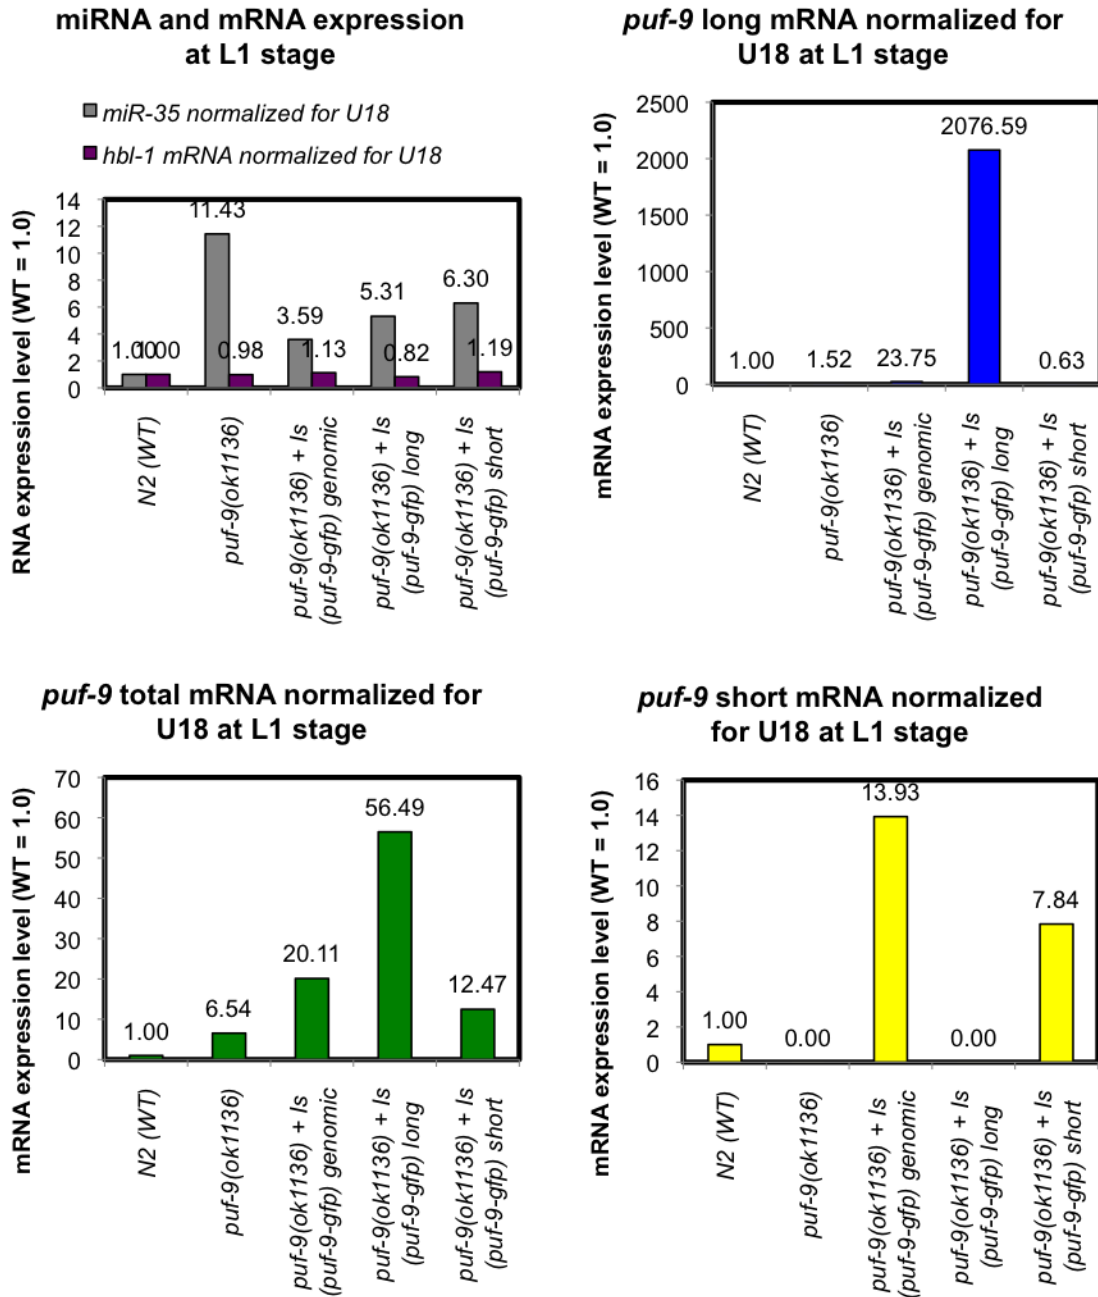 miRNA and mRNA expression
at L1 stage
miR-35 normalized for U18
hbl-1 mRNA normalized for U18
RNA expression level (WT = 1.0)
14
12
10
8
6
4
2
0
1.00
1.00
11.43
0.98
3.59
1.13
5.31
0.82
6.30
1.19
N2 (WT)
puf-9(ok1136)
puf-9(ok1136) + Is
(puf-9-gfp) genomic
puf-9(ok1136) + Is
(puf-9-gfp) long
puf-9(ok1136) + Is
(puf-9-gfp) short
puf-9 long mRNA normalized for
U18 at L1 stage
mRNA expression level (WT = 1.0)
2500
2000
1500
1000
500
0
1.00
1.52
23.75
2076.59
0.63
N2 (WT)
puf-9(ok1136)
puf-9(ok1136) + Is
(puf-9-gfp) genomic
puf-9(ok1136) + Is
(puf-9-gfp) long
puf-9(ok1136) + Is
(puf-9-gfp) short
puf-9 total mRNA normalized for
U18 at L1 stage
mRNA expression level (WT = 1.0)
70
60
50
40
30
20
10
0
1.00
6.54
20.11
56.49
12.47
N2 (WT)
puf-9(ok1136)
puf-9(ok1136) + Is
(puf-9-gfp) genomic
puf-9(ok1136) + Is
(puf-9-gfp) long
puf-9(ok1136) + Is
(puf-9-gfp) short
puf-9 short mRNA normalized
for U18 at L1 stage
mRNA expression level (WT = 1.0)
16
14
12
10
8
6
4
2
0
1.00
0.00
13.93
0.00
7.84
N2 (WT)
puf-9(ok1136)
puf-9(ok1136) + Is
(puf-9-gfp) genomic
puf-9(ok1136) + Is
(puf-9-gfp) long
puf-9(ok1136) + Is
(puf-9-gfp) short